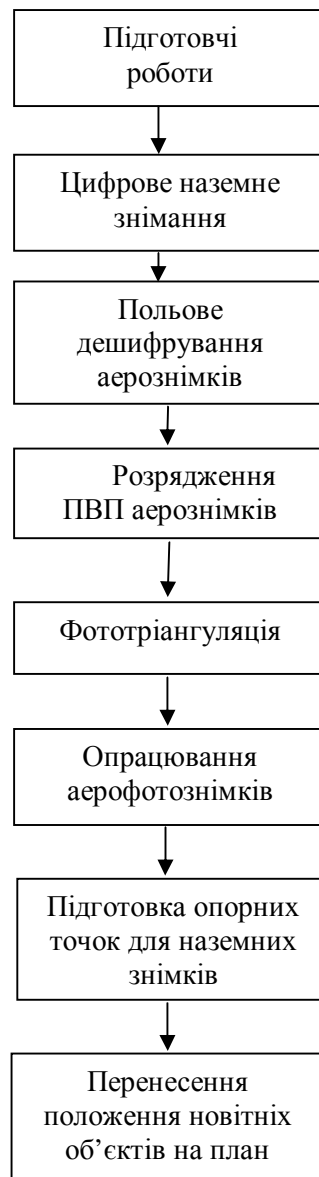 Підготовчі
роботи
Цифрове наземне
знімання
Польове
дешифрування
аерознімків
Розрядження
ПВП аерознімків
Фототріангуляція
Опрацювання
аерофотознімків
Підготовка опорних
точок для наземних
знімків
Перенесення
положення новітніх
об’єктів на план